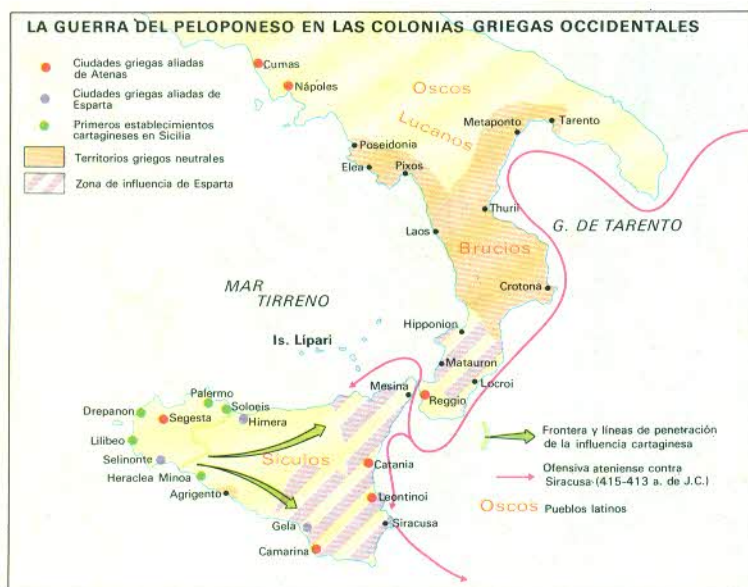 LA GUERRA DEL PELOPONESO EN LAS COLONIAS GRIEGAS OCCIDENTALES
Ciudades griegas aliadas
de Atenas
Ciudades griegas aliadas de
Esparta
Primeros establecimientos
cartagineses en Sicilia
Territorios griegos neutrales
Zona de influencia de Esparta
Cumas
Nápoles
Oscos
Lucanos
Metaponto
Tarento
Poseidonia
Elea
Pixos
Thurii
G. DE TARENTO
Laos
Brucios
MAR
TIRRENO
Crotona
Hipponion
Is. Lípari
Matauron
Locroi
Mesina
Reggio
Palermo
Soloeis
Drepanon
Segesta
Himera
Lilibeo
Selinonte
Heraclea Minoa
Agrigento
Sículos
Catania
Leontinoi
Gela
Siracusa
Camarina
Frontera y líneas de penetración
de la influencia cartaginesa
Ofensiva ateniense contra
Siracusa (415-413 a. de J.C.)
Oscos Pueblos latinos